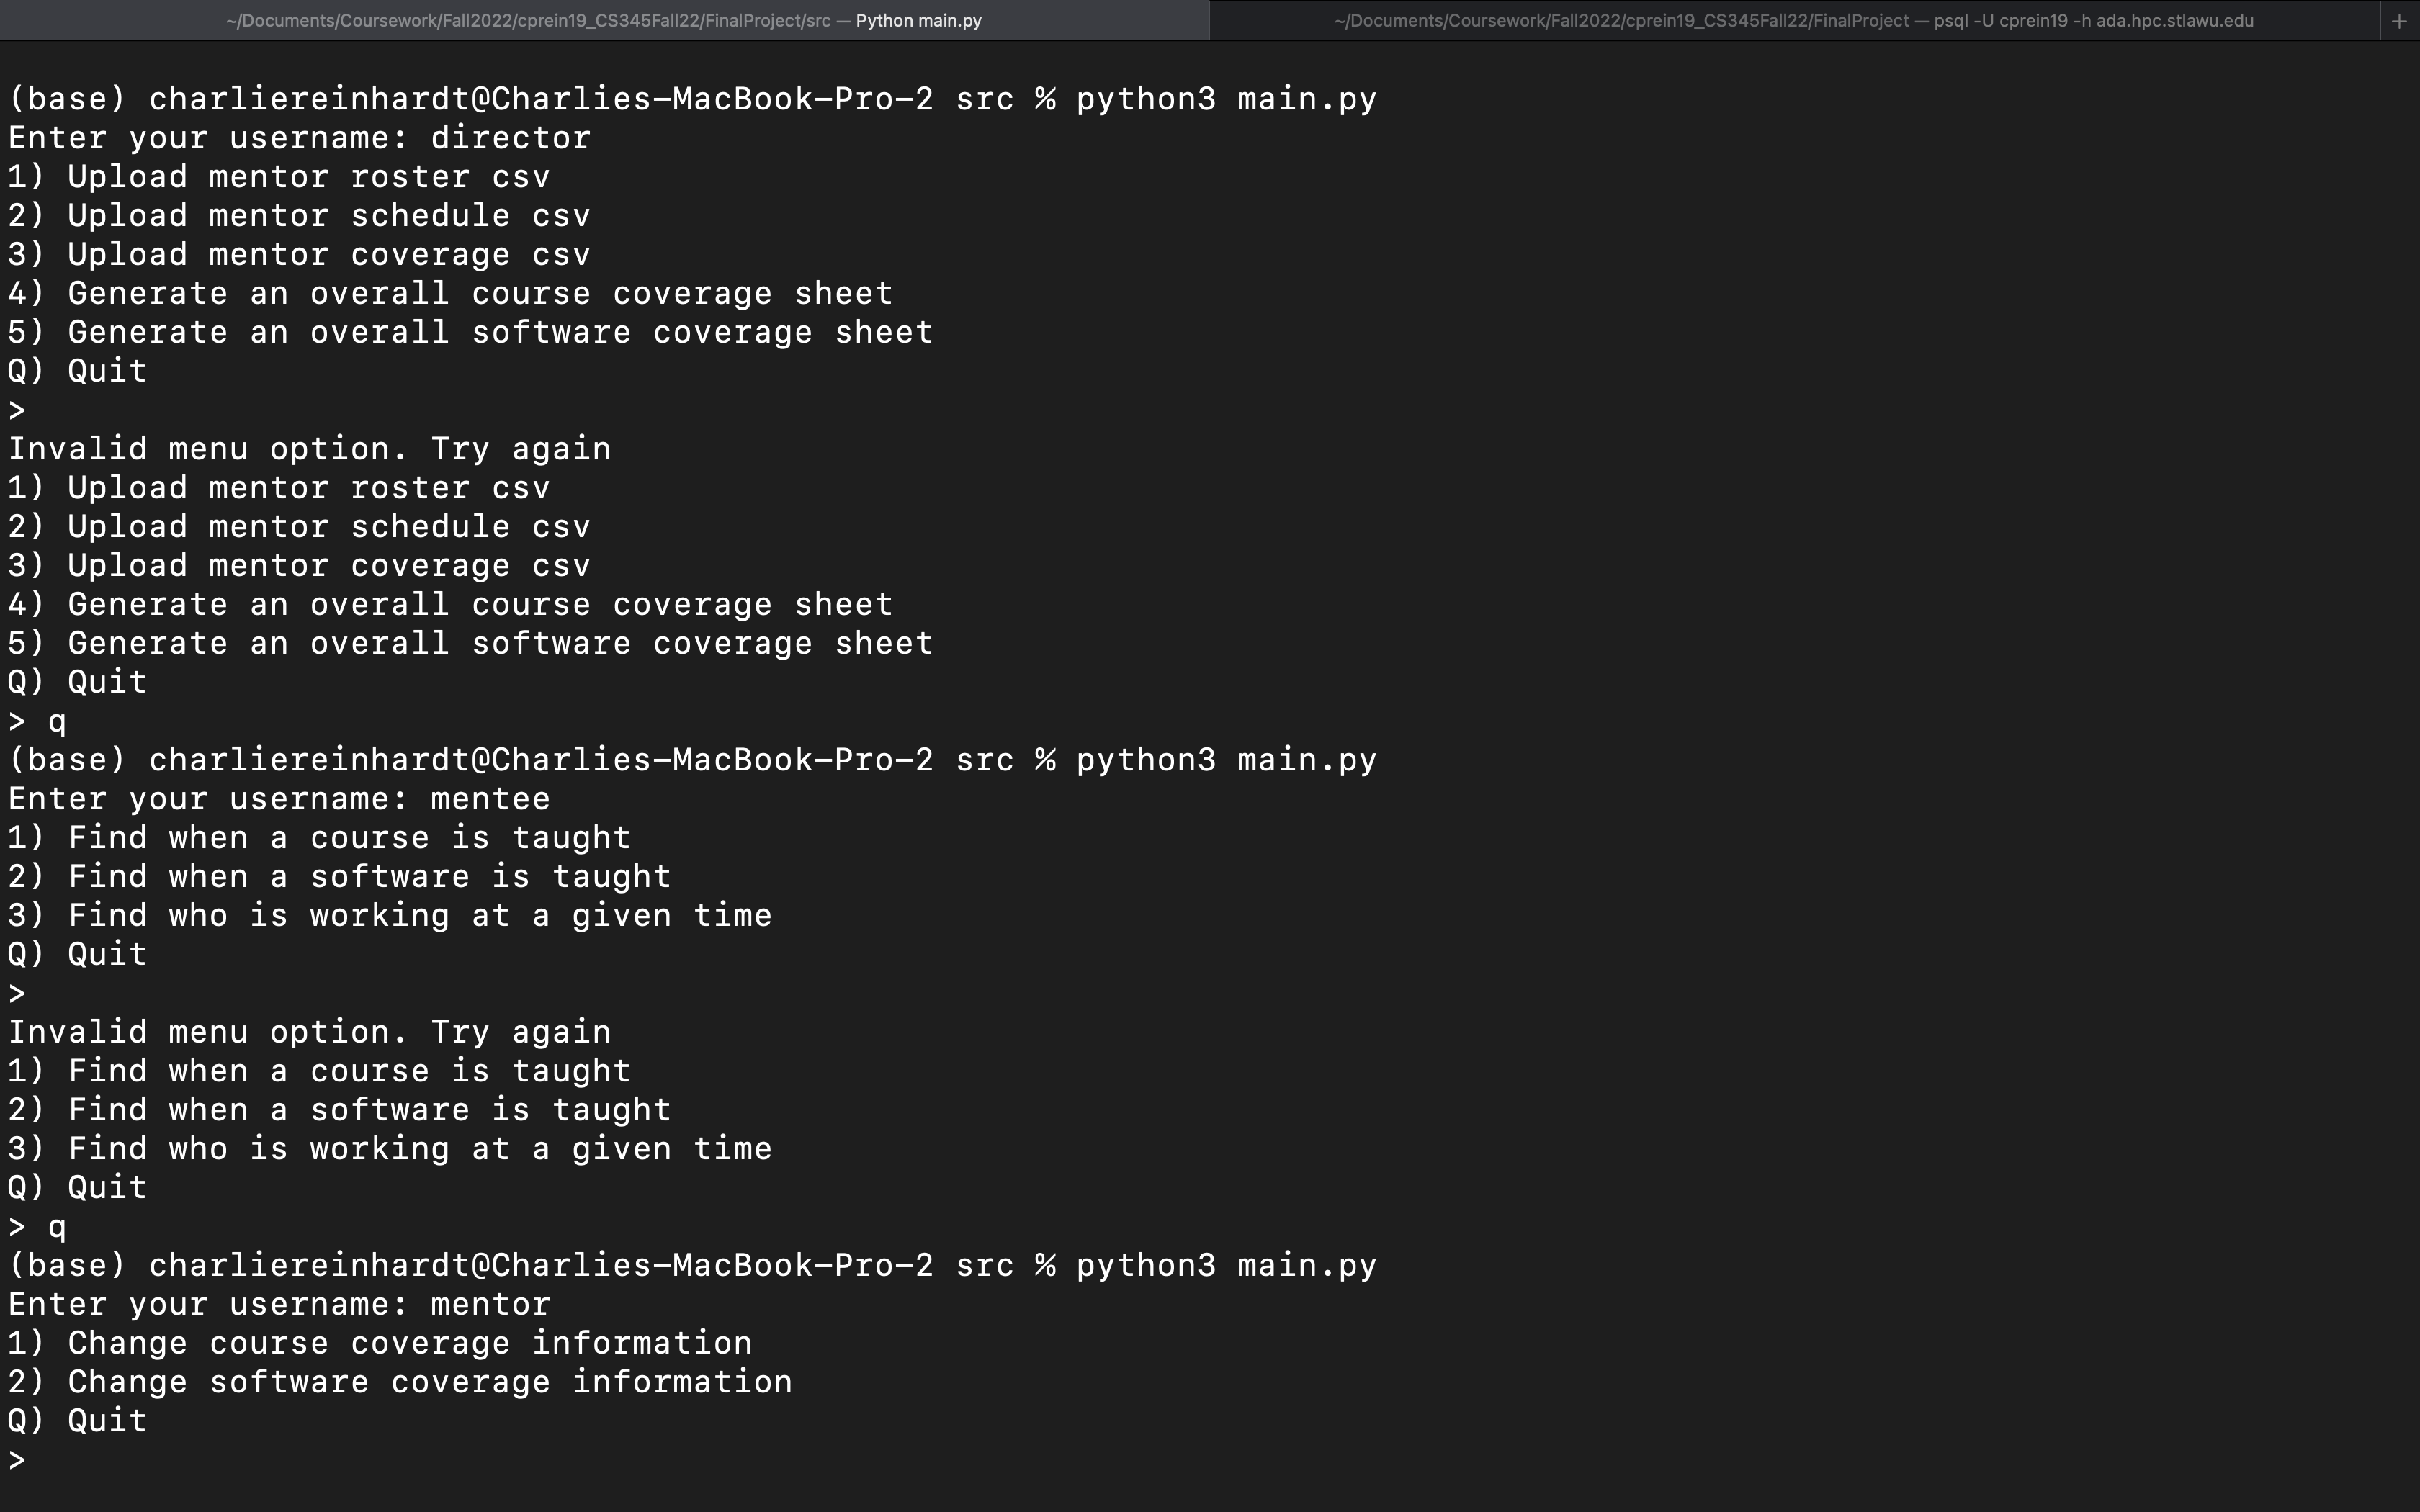 ~/Documents/Coursework/Fall2022/cprein19_CS345Fall22/FinalProject/src — Python main.py
~/Documents/Coursework/Fall2022/cprein19_CS345Fall22/FinalProject — psql -U cprein19 -h ada.hpc.stlawu.edu
+
(base) charliereinhardt@Charlies-MacBook-Pro-2 src % python3 main.py
Enter your username: director
1) Upload mentor roster csv
2) Upload mentor schedule csv
3) Upload mentor coverage csv
4) Generate an overall course coverage sheet
5) Generate an overall software coverage sheet
Q) Quit
>
Invalid menu option. Try again
1) Upload mentor roster csv
2) Upload mentor schedule csv
3) Upload mentor coverage csv
4) Generate an overall course coverage sheet
5) Generate an overall software coverage sheet
Q) Quit
> q
(base) charliereinhardt@Charlies-MacBook-Pro-2 src % python3 main.py
Enter your username: mentee
1) Find when a course is taught
2) Find when a software is taught
3) Find who is working at a given time
Q) Quit
>
Invalid menu option. Try again
1) Find when a course is taught
2) Find when a software is taught
3) Find who is working at a given time
Q) Quit
> q
(base) charliereinhardt@Charlies-MacBook-Pro-2 src % python3 main.py
Enter your username: mentor
1) Change course coverage information
2) Change software coverage information
Q) Quit
>